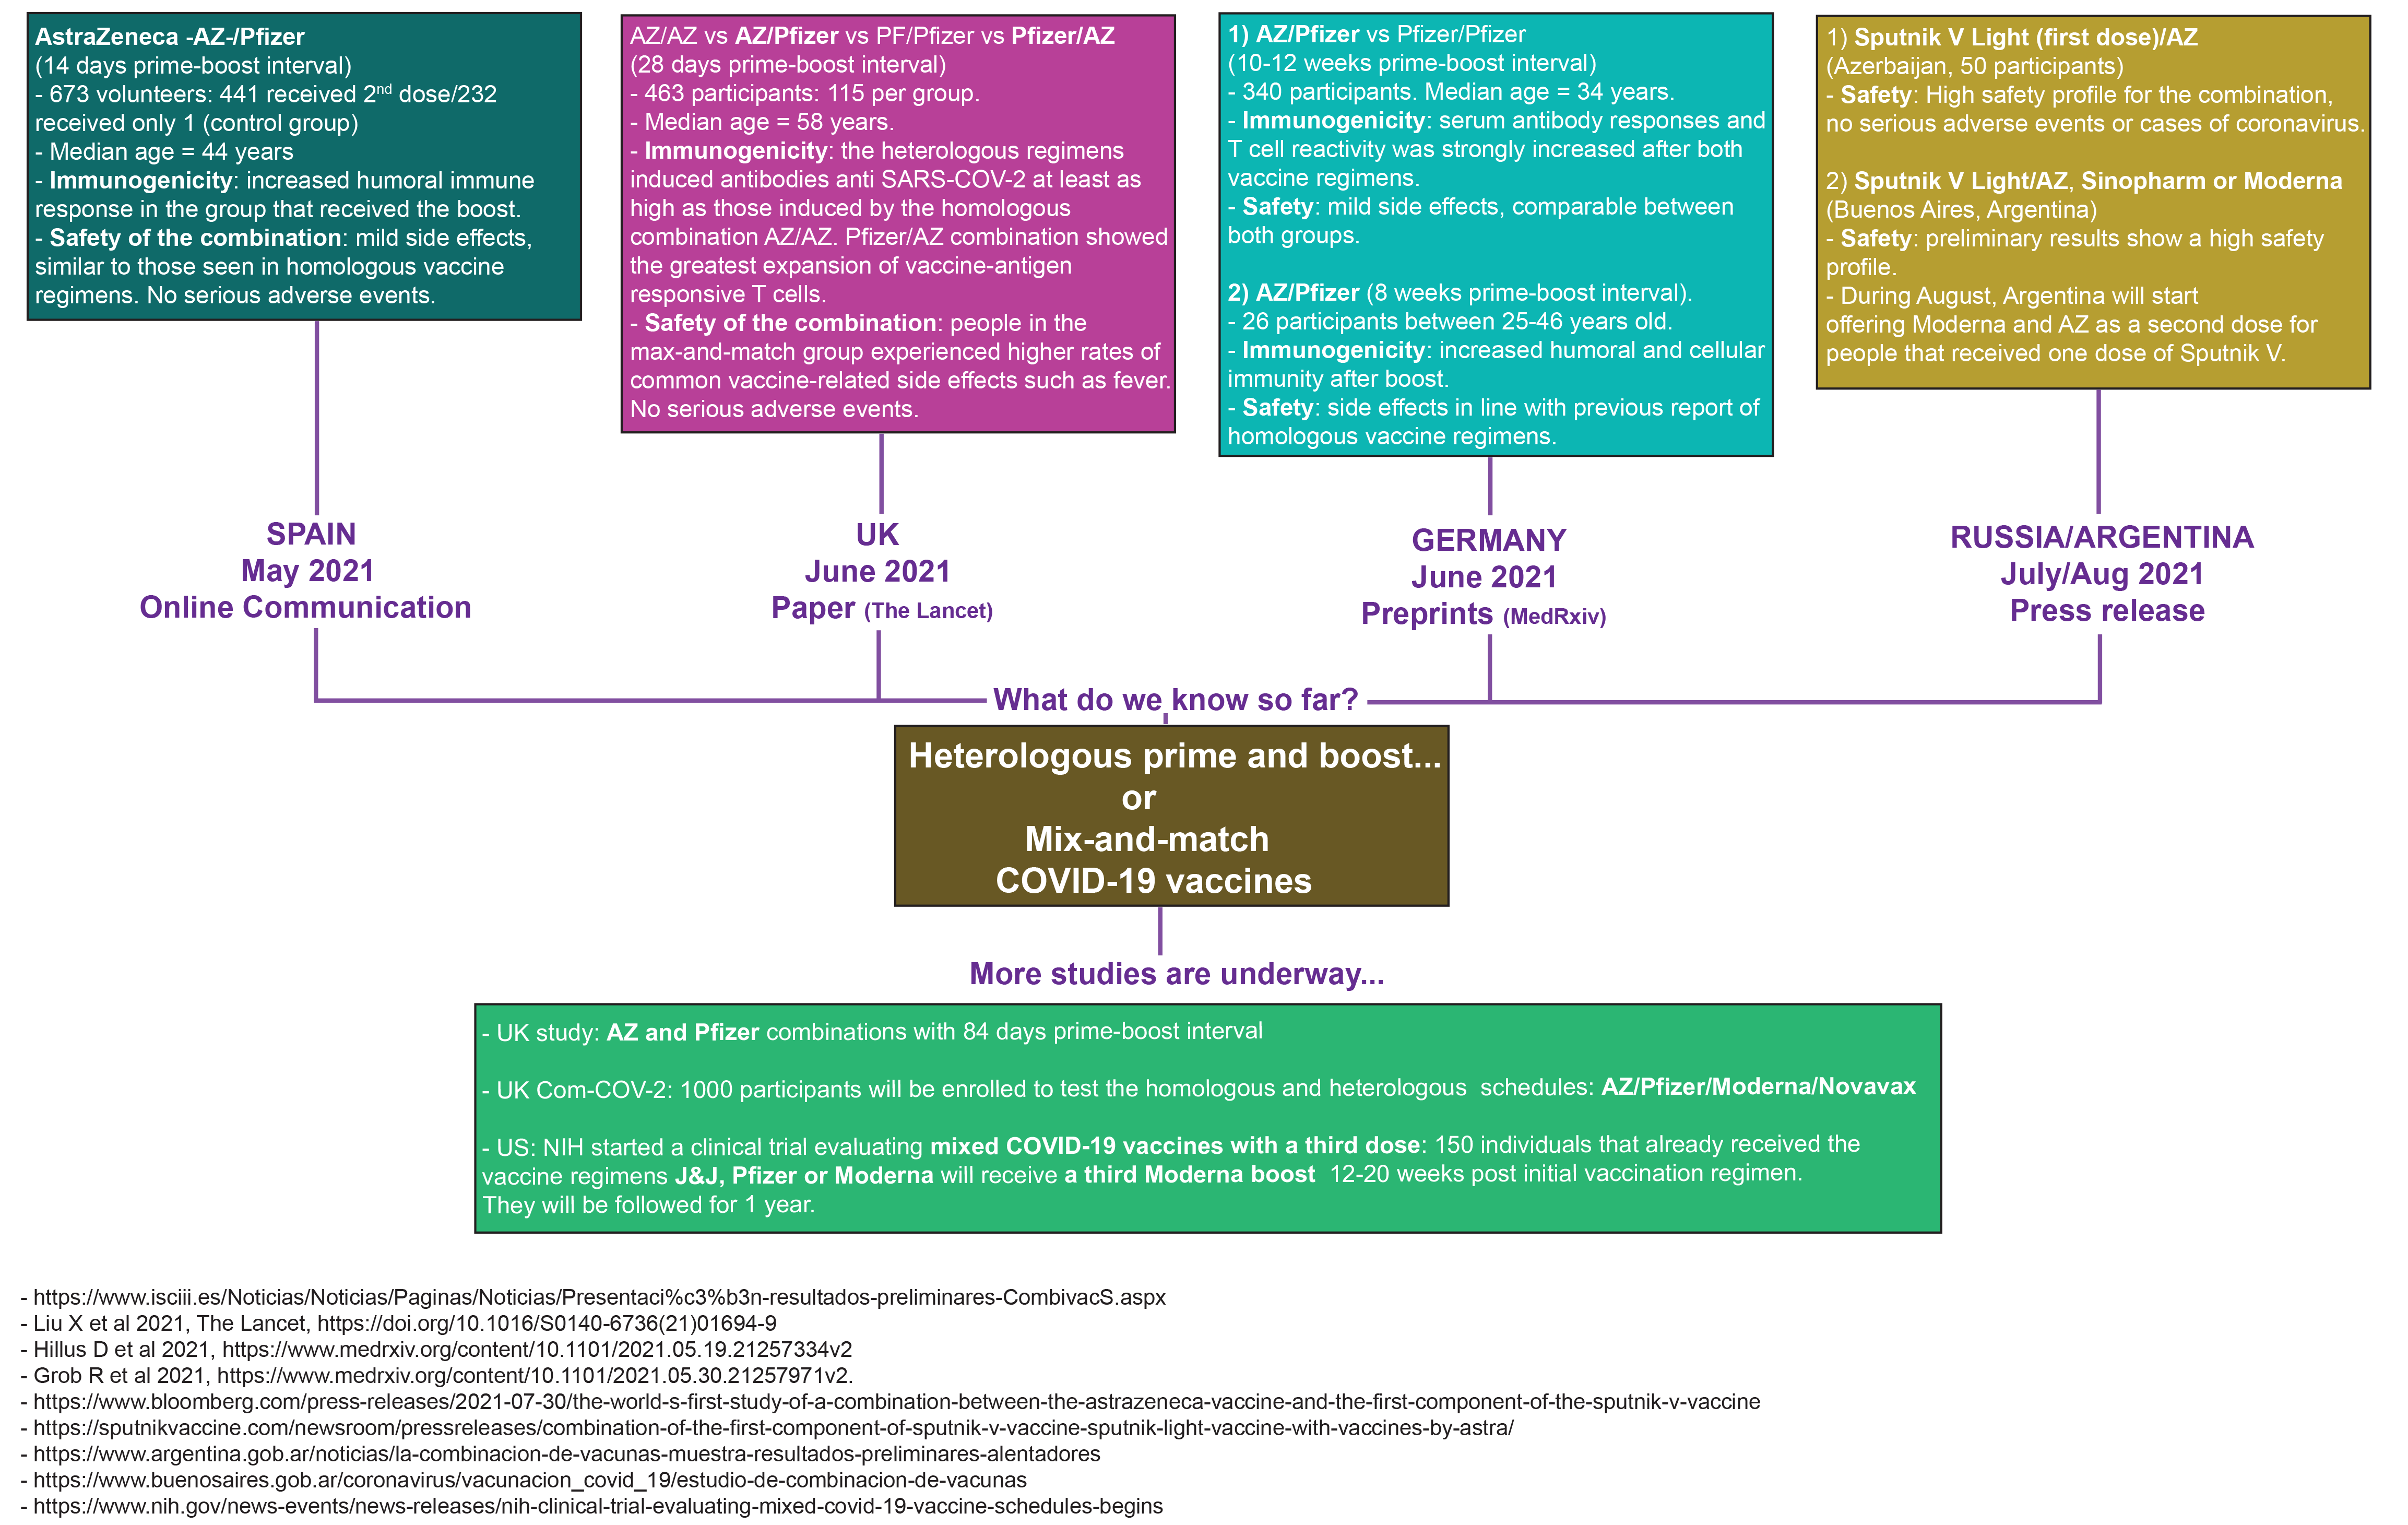 AstraZeneca -AZ-/Pfizer
(14 days prime-boost interval)
- 673 volunteers: 441 received 2nd dose/232
received only 1 (control group)
- Median age = 44 years
- Immunogenicity: increased humoral immune
response in the group that received the boost.
- Safety of the combination: mild side effects,
similar to those seen in homologous vaccine
regimens. No serious adverse events.
AZ/AZ vs AZ/Pfizer vs PF/Pfizer vs Pfizer/AZ
(28 days prime-boost interval)
- 463 participants: 115 per group.
- Median age = 58 years.
- Immunogenicity: the heterologous regimens
induced antibodies anti SARS-COV-2 at least as
high as those induced by the homologous
combination AZ/AZ. Pfizer/AZ combination showed
the greatest expansion of vaccine-antigen
responsive T cells.
- Safety of the combination: people in the
max-and-match group experienced higher rates of
common vaccine-related side effects such as fever.
No serious adverse events.
1) AZ/Pfizer vs Pfizer/Pfizer
(10-12 weeks prime-boost interval)
- 340 participants. Median age = 34 years.
- Immunogenicity: serum antibody responses and
T cell reactivity was strongly increased after both
vaccine regimens.
- Safety: mild side effects, comparable between
both groups.
2) AZ/Pfizer (8 weeks prime-boost interval).
- 26 participants between 25-46 years old.
- Immunogenicity: increased humoral and cellular
immunity after boost.
- Safety: side effects in line with previous report of
homologous vaccine regimens.
1) Sputnik V Light (first dose)/AZ
(Azerbaijan, 50 participants)
- Safety: High safety profile for the combination,
no serious adverse events or cases of coronavirus.
2) Sputnik V Light/AZ, Sinopharm or Moderna
(Buenos Aires, Argentina)
- Safety: preliminary results show a high safety
profile.
- During August, Argentina will start
offering Moderna and AZ as a second dose for
people that received one dose of Sputnik V.
SPAIN
May 2021
Online Communication
UK
June 2021
Paper (The Lancet)
GERMANY
June 2021
Preprints (MedRxiv)
RUSSIA/ARGENTINA
July/Aug 2021
Press release
What do we know so far?
Heterologous prime and boost...
or
Mix-and-match
COVID-19 vaccines
More studies are underway...
- UK study: AZ and Pfizer combinations with 84 days prime-boost interval
- UK Com-COV-2: 1000 participants will be enrolled to test the homologous and heterologous schedules: AZ/Pfizer/Moderna/Novavax
- US: NIH started a clinical trial evaluating mixed COVID-19 vaccines with a third dose: 150 individuals that already received the
vaccine regimens J&J, Pfizer or Moderna will receive a third Moderna boost 12-20 weeks post initial vaccination regimen.
They will be followed for 1 year.
- https://www.isciii.es/Noticias/Noticias/Paginas/Noticias/Presentaci%c3%b3n-resultados-preliminares-CombivacS.aspx
- Liu X et al 2021, The Lancet, https://doi.org/10.1016/S0140-6736(21)01694-9
- Hillus D et al 2021, https://www.medrxiv.org/content/10.1101/2021.05.19.21257334v2
- Grob R et al 2021, https://www.medrxiv.org/content/10.1101/2021.05.30.21257971v2.
- https://www.bloomberg.com/press-releases/2021-07-30/the-world-s-first-study-of-a-combination-between-the-astrazeneca-vaccine-and-the-first-component-of-the-sputnik-v-vaccine
- https://sputnikvaccine.com/newsroom/pressreleases/combination-of-the-first-component-of-sputnik-v-vaccine-sputnik-light-vaccine-with-vaccines-by-astra/
- https://www.argentina.gob.ar/noticias/la-combinacion-de-vacunas-muestra-resultados-preliminares-alentadores
- https://www.buenosaires.gob.ar/coronavirus/vacunacion_covid_19/estudio-de-combinacion-de-vacunas
- https://www.nih.gov/news-events/news-releases/nih-clinical-trial-evaluating-mixed-covid-19-vaccine-schedules-begins